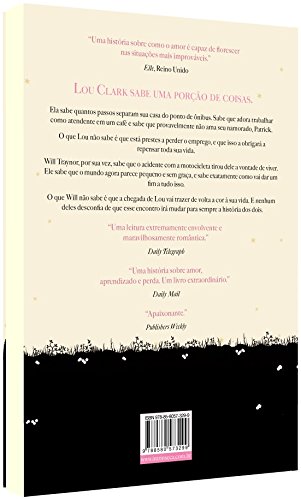 "Uma história sobre como o amor é capaz de florescer
nas situações mais improváveis."
Elle, Reino Unido
LOU CLARK SABE UMA PORÇÃO DE COISAS.
Ela sabe quantos passos separam sua casa do ponto de ônibus. Sabe que adora trabalhar
como atendente em um café e sabe que provavelmente não ama seu namorado, Patrick.
O que Lou não sabe é que está prestes a perder o emprego, e que isso a obrigará a
repensar toda sua vida.
Will Traynor, por sua vez, sabe que o acidente com a motocicleta tirou dele a vontade de viver.
Ele sabe que o mundo agora parece pequeno e sem graça, e sabe exatamente como vai dar um
fim a tudo isso.
O que Will não sabe é que a chegada de Lou vai trazer de volta a cor à sua vida. E nenhum
deles desconfia de que esse encontro irá mudar para sempre a história dos dois.
"Uma leitura extremamente envolvente e
maravilhosamente romântica."
Daily Telegraph
"Uma história sobre amor,
aprendizado e perda. Um livro extraordinário."
Daily Mail
"Apaixonante."
Publishers Weekly
ISBN 978-85-8057-329-9
9 788580 573299
www.intrinseca.com.br